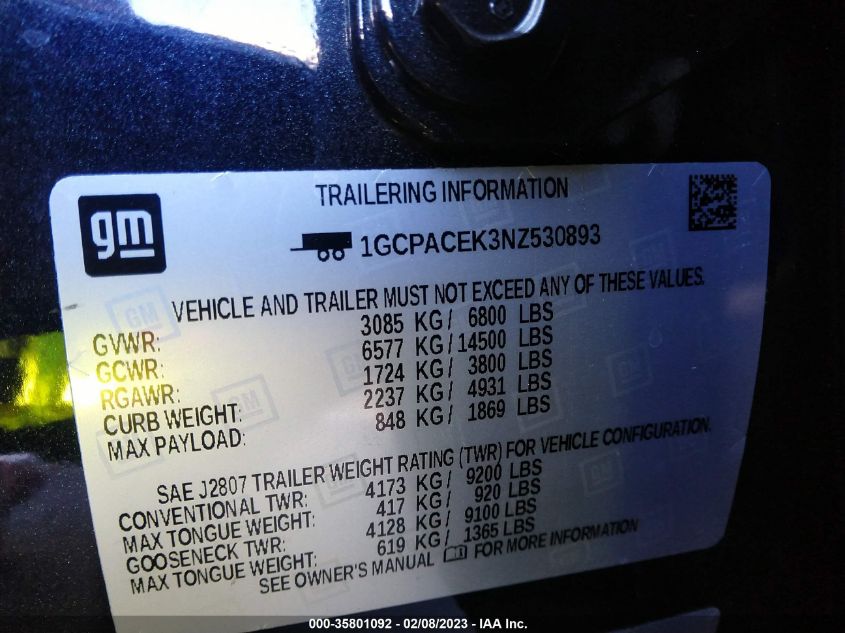 gm
TRAILERING INFORMATION
1GCPACEK3NZ530893
VEHICLE AND TRAILER MUST NOT EXCEED ANY OF THESE VALUES.
GVWR: 3085 KG/ 6800 LBS
GCWR: 6577 KG/14500 LBS
RGAWR: 1724 KG/ 3800 LBS
CURB WEIGHT: 2237 KG/ 4931 LBS
MAX PAYLOAD: 848 KG/ 1869 LBS
SAE J2807 TRAILER WEIGHT RATING (TWR) FOR VEHICLE CONFIGURATION.
CONVENTIONAL TWR: 4173 KG/ 9200 LBS
MAX TONGUE WEIGHT: 417 KG/ 920 LBS
GOOSENECK TWR: 4128 KG/ 9100 LBS
MAX TONGUE WEIGHT: 619 KG/ 1365 LBS
SEE OWNER'S MANUAL FOR MORE INFORMATION
000-35801092 / 02/08/2023 - IAA Inc.